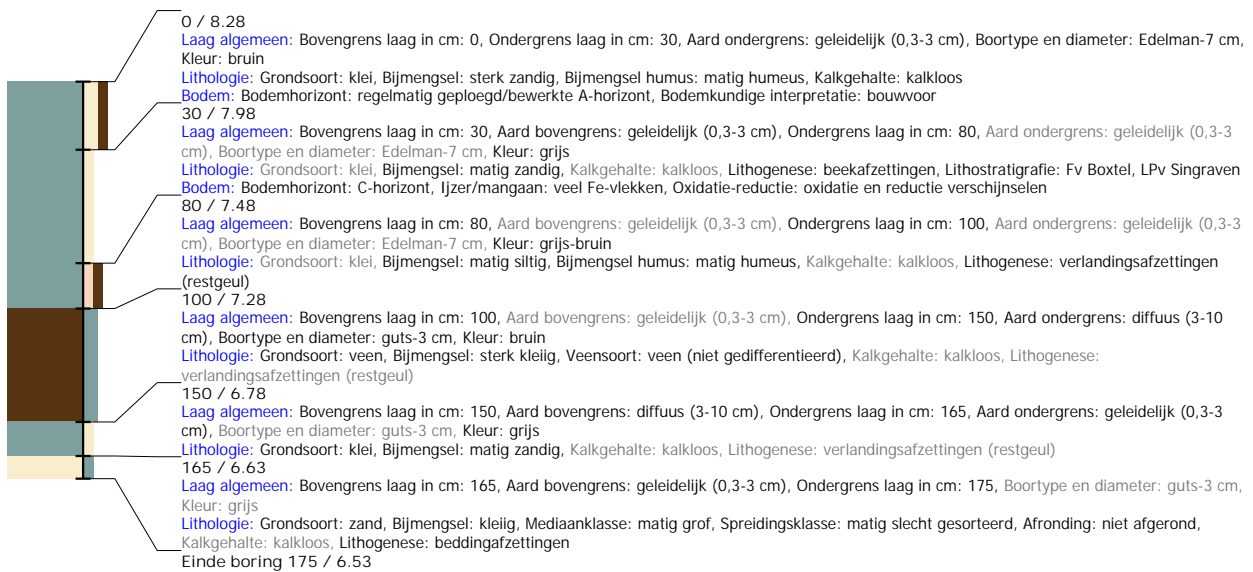 0 / 8.28
Laag algemeen: Bovengrens laag in cm: 0, Ondergrens laag in cm: 30, Aard ondergrens: geleidelijk (0,3-3 cm), Boortype en diameter: Edelman-7 cm,
Kleur: bruin
Lithologie: Grondsoort: klei, Bijmengsel: sterk zandig, Bijmengsel humus: matig humeus, Kalkgehalte: kalkloos
Bodem: Bodemhorizont: regelmatig geploegd/bewerkte A-horizont, Bodemkundige interpretatie: bouwvoor
30 / 7.98
Laag algemeen: Bovengrens laag in cm: 30, Aard bovengrens: geleidelijk (0,3-3 cm), Ondergrens laag in cm: 80, Aard ondergrens: geleidelijk (0,3-3
cm), Boortype en diameter: Edelman-7 cm, Kleur: grijs
Lithologie: Grondsoort: klei, Bijmengsel: matig zandig, Kalkgehalte: kalkloos, Lithogenese: beekafzettingen, Lithostratigrafie: Fv Boxtel, LPv Singraven
Bodem: Bodemhorizont: C-horizont, Ijzer/mangaan: veel Fe-vlekken, Oxidatie-reductie: oxidatie en reductie verschijnselen
80 / 7.48
Laag algemeen: Bovengrens laag in cm: 80, Aard bovengrens: geleidelijk (0,3-3 cm), Ondergrens laag in cm: 100, Aard ondergrens: geleidelijk (0,3-3
cm), Boortype en diameter: Edelman-7 cm, Kleur: grijs-bruin
Lithologie: Grondsoort: klei, Bijmengsel: matig siltig, Bijmengsel humus: matig humeus, Kalkgehalte: kalkloos, Lithogenese: verlandingsafzettingen
(restgeul)
100 / 7.28
Laag algemeen: Bovengrens laag in cm: 100, Aard bovengrens: geleidelijk (0,3-3 cm), Ondergrens laag in cm: 150, Aard ondergrens: diffuus (3-10
cm), Boortype en diameter: guts-3 cm, Kleur: bruin
Lithologie: Grondsoort: veen, Bijmengsel: sterk kleiig, Veensoort: veen (niet gedifferentieerd), Kalkgehalte: kalkloos, Lithogenese:
verlandingsafzettingen (restgeul)
150 / 6.78
Laag algemeen: Bovengrens laag in cm: 150, Aard bovengrens: diffuus (3-10 cm), Ondergrens laag in cm: 165, Aard ondergrens: geleidelijk (0,3-3
cm), Boortype en diameter: guts-3 cm, Kleur: grijs
Lithologie: Grondsoort: klei, Bijmengsel: matig zandig, Kalkgehalte: kalkloos, Lithogenese: verlandingsafzettingen (restgeul)
165 / 6.63
Laag algemeen: Bovengrens laag in cm: 165, Aard bovengrens: geleidelijk (0,3-3 cm), Ondergrens laag in cm: 175, Boortype en diameter: guts-3 cm,
Kleur: grijs
Lithologie: Grondsoort: zand, Bijmengsel: kleiig, Mediaanklasse: matig grof, Spreidingsklasse: matig slecht gesorteerd, Afronding: niet afgerond,
Kalkgehalte: kalkloos, Lithogenese: beddingafzettingen
Einde boring 175 / 6.53